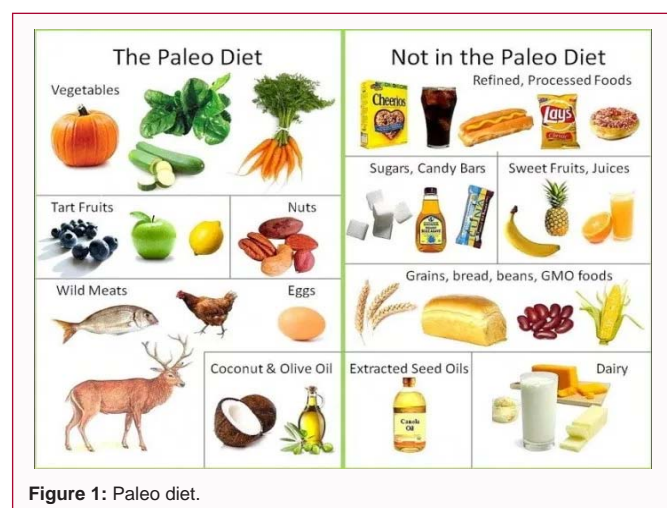 The Paleo Diet
Vegetables
Tart Fruits
Nuts
Wild Meats
Eggs
Coconut & Olive Oil
Not in the Paleo Diet
Refined, Processed Foods
Cheerios
Lays
Sugars, Candy Bars
Sweet Fruits, Juices
LUNA
Grains, bread, beans, GMO foods
Extracted Seed Oils
Canola
Oil
Dairy
Figure 1: Paleo diet.